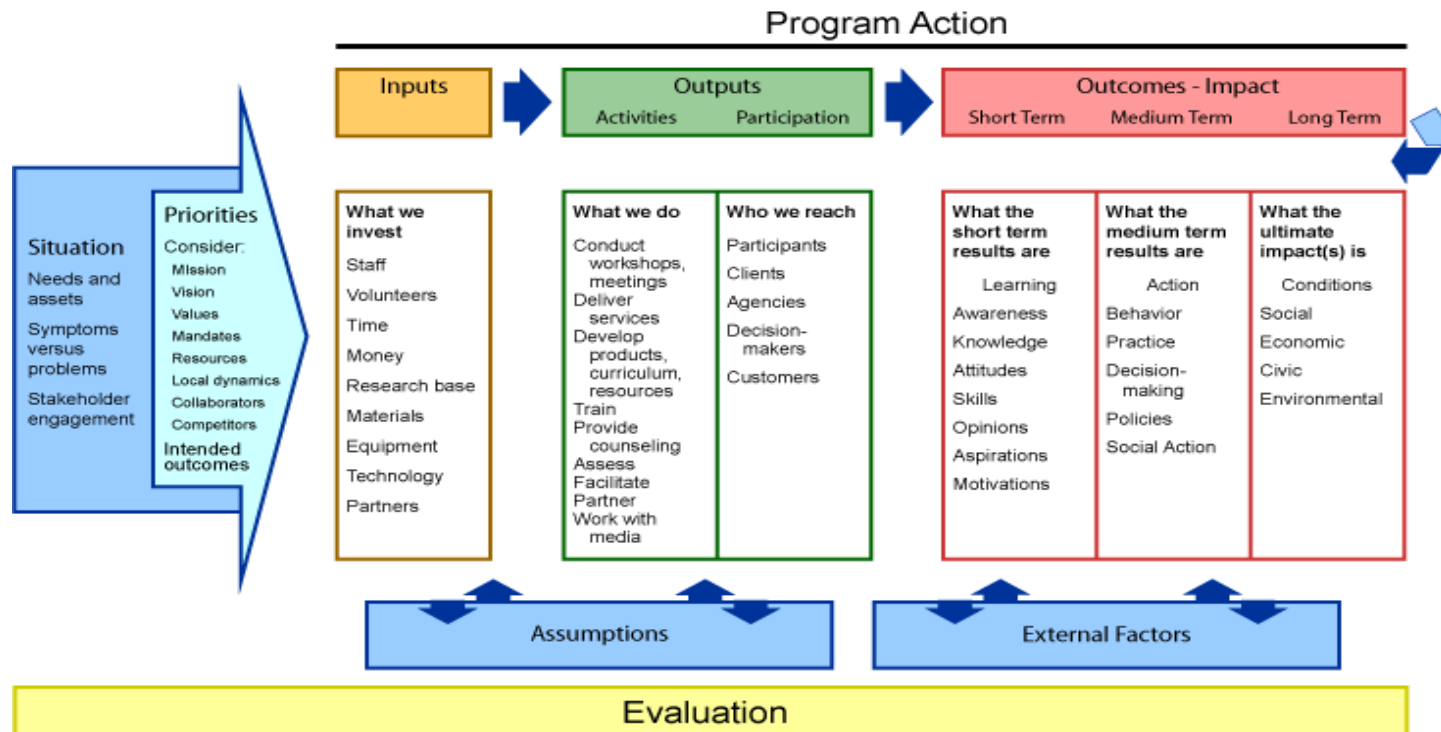 Program Action
Inputs
Outputs
Activities
Participation
Outcomes - Impact
Short Term
Medium Term
Long Term
Situation
Needs and
assets
Symptoms
versus
problems
Stakeholder
engagement
Priorities
Consider:
MIssion
Vision
Values
Mandates
Resources
Local dynamics
Collaborators
Competitors
Intended
outcomes
What we
invest
Staff
Volunteers
Time
Money
Research base
Materials
Equipment
Technology
Partners
What we do
Conduct
workshops,
meetings
Deliver
services
Develop
products,
curriculum,
resources
Train
Provide
counseling
Assess
Facilitate
Partner
Work with
media
Who we reach
Participants
Clients
Agencies
Decision-
makers
Customers
What the
short term
results are
Learning
Awareness
Knowledge
Attitudes
Skills
Opinions
Aspirations
Motivations
What the
medium term
results are
Action
Behavior
Practice
Decision-
making
Policies
Social Action
What the
ultimate
impact(s) is
Conditions
Social
Economic
Civic
Environmental
Assumptions
External Factors
Evaluation